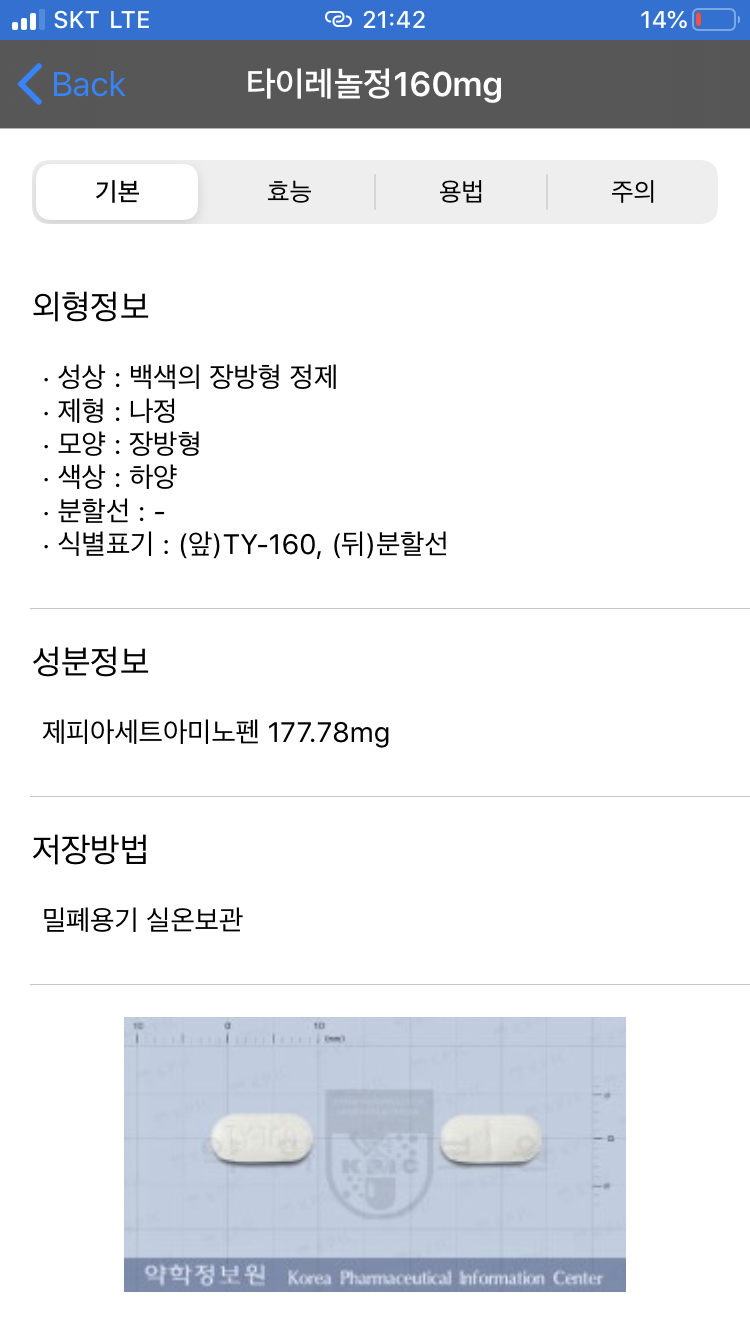 SKT LTE 21:42 14%
Back 타이레놀정160mg
기본 효능 용법 주의
외형정보
· 성상 : 백색의 장방형 정제
· 제형 : 나정
· 모양 : 장방형
· 색상 : 하양
· 분할선 : -
· 식별표기 : (앞)TY-160, (뒤)분할선
성분정보
제피아세트아미노펜 177.78mg
저장방법
밀폐용기 실온보관
10 0 10
(mm)
약학정보원 Korea Pharmaceutical Information Center